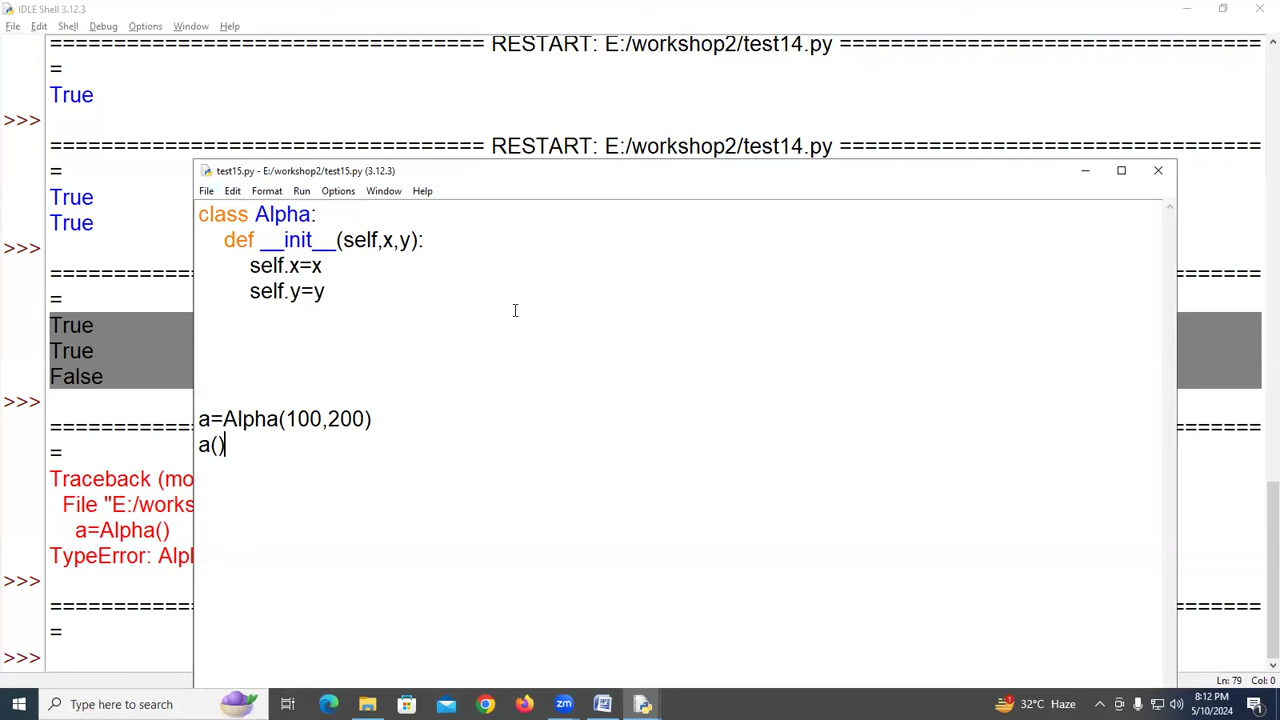 IDLE Shell 3.12.3
File Edit Shell Debug Options Window Help
=============================== RESTART: E:/workshop2/test14.py ===============================
=
True
>>>
=============================== RESTART: E:/workshop2/test14.py ===============================
=
True
True
>>>
=
True
True
False
>>>
=
Traceback (mo
File "E:/works
a=Alpha()
TypeError: Alpl
>>>
=
>>>
test15.py - E:/workshop2/test15.py (3.12.3)
File Edit Format Run Options Window Help
class Alpha:
def __init__(self,x,y):
self.x=x
self.y=y
a=Alpha(100,200)
a()
Ln: 79 Col: 0
Type here to search
32°C Haze
8:12 PM
5/10/2024